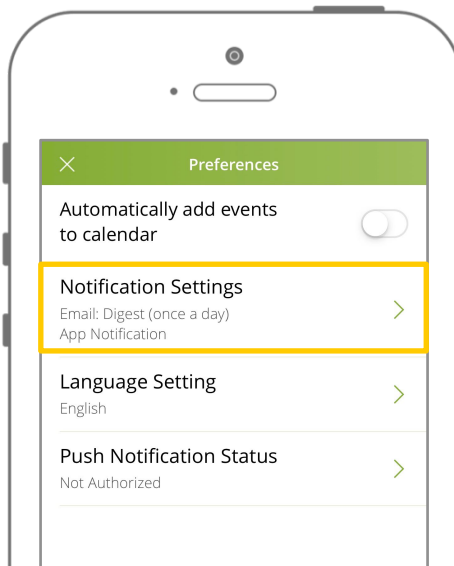 Preferences
Automatically add events
to calendar
Notification Settings
Email: Digest (once a day)
App Notification
Language Setting
English
Push Notification Status
Not Authorized